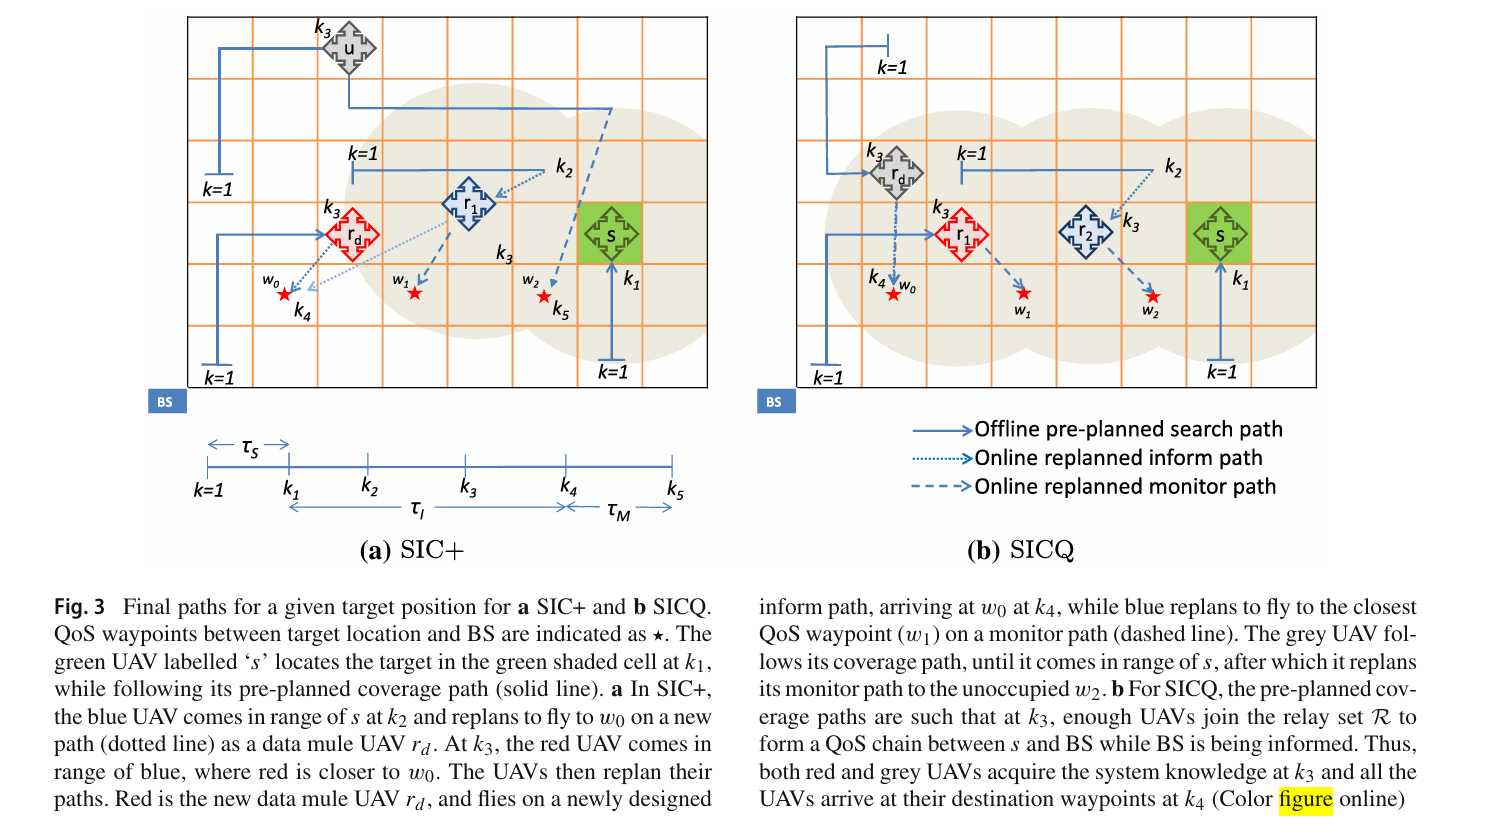 k3
u
k=1
k=1
k2
k3
rd
r1
s
w0
k4
w1
k3
w2
k5
k1
k=1
k=1
BS
τS
k=1
k1
k2
k3
k4
k5
τI
τM
(a) SIC+
k=1
k3
rd
k=1
k2
k3
r1
r2
k3
s
k4
w0
w1
w2
k1
k=1
k=1
BS
Offline pre-planned search path
Online replanned inform path
Online replanned monitor path
(b) SICQ
Fig. 3 Final paths for a given target position for a SIC+ and b SICQ.
QoS waypoints between target location and BS are indicated as ⋆. The
green UAV labelled ‘s’ locates the target in the green shaded cell at k1,
while following its pre-planned coverage path (solid line). a In SIC+,
the blue UAV comes in range of s at k2 and replans to fly to w0 on a new
path (dotted line) as a data mule UAV rd. At k3, the red UAV comes in
range of blue, where red is closer to w0. The UAVs then replan their
paths. Red is the new data mule UAV rd, and flies on a newly designed
inform path, arriving at w0 at k4, while blue replans to fly to the closest
QoS waypoint (w1) on a monitor path (dashed line). The grey UAV fol-
lows its coverage path, until it comes in range of s, after which it replans
its monitor path to the unoccupied w2. b For SICQ, the pre-planned cov-
erage paths are such that at k3, enough UAVs join the relay set R to
form a QoS chain between s and BS while BS is being informed. Thus,
both red and grey UAVs acquire the system knowledge at k3 and all the
UAVs arrive at their destination waypoints at k4 (Color figure online)